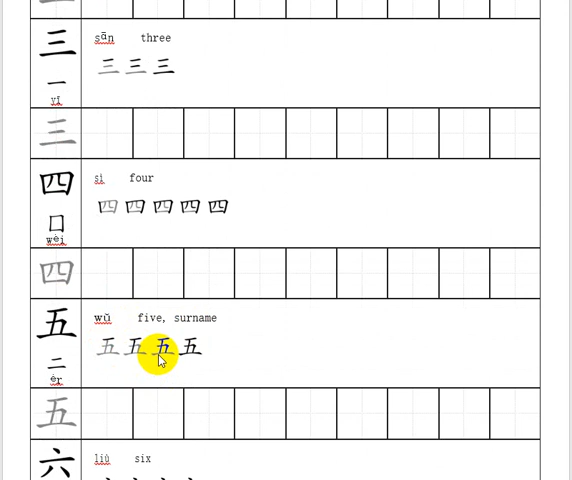 三 sān three
三 三 三
一
yī
三
四 sì four
四 四 四 四 四
囗
wéi
四
五 wǔ five, surname
五 五 五 五
二
èr
五
六 liù six